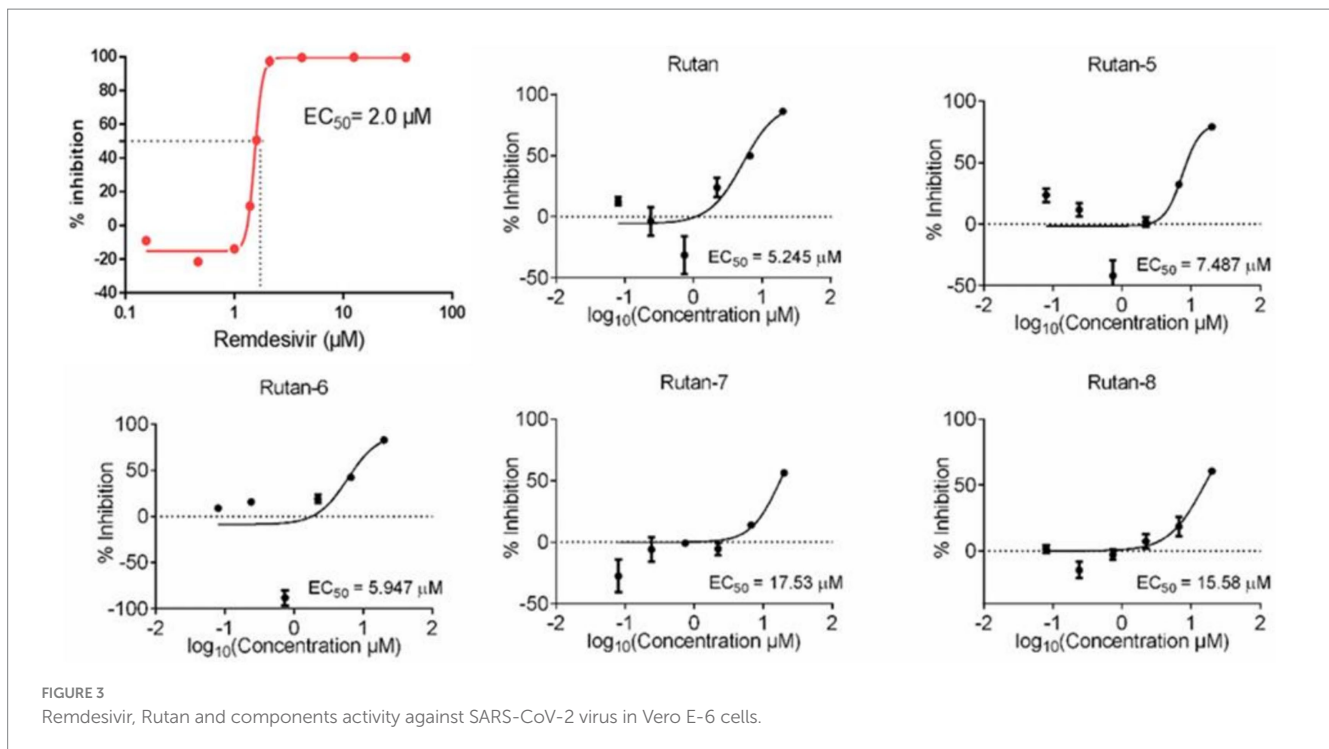 100
80
60
40
20
0
-20
-40
% inhibition
EC50= 2.0 µM
0.1
1
10
100
Remdesivir (µM)
Rutan
100
50
0
-50
% Inhibition
EC50 = 5.245 µM
-2
-1
0
1
2
log10(Concentration µM)
Rutan-5
100
50
0
-50
% Inhibition
EC50 = 7.487 µM
-2
-1
0
1
2
log10(Concentration µM)
Rutan-6
100
50
0
-50
-100
% Inhibition
EC50 = 5.947 µM
-2
-1
0
1
2
log10(Concentration µM)
Rutan-7
100
50
0
-50
% Inhibition
EC50 = 17.53 µM
-2
-1
0
1
2
log10(Concentration µM)
Rutan-8
100
50
0
-50
% Inhibition
EC50 = 15.58 µM
-2
-1
0
1
2
log10(Concentration µM)
FIGURE 3
Remdesivir, Rutan and components activity against SARS-CoV-2 virus in Vero E-6 cells.